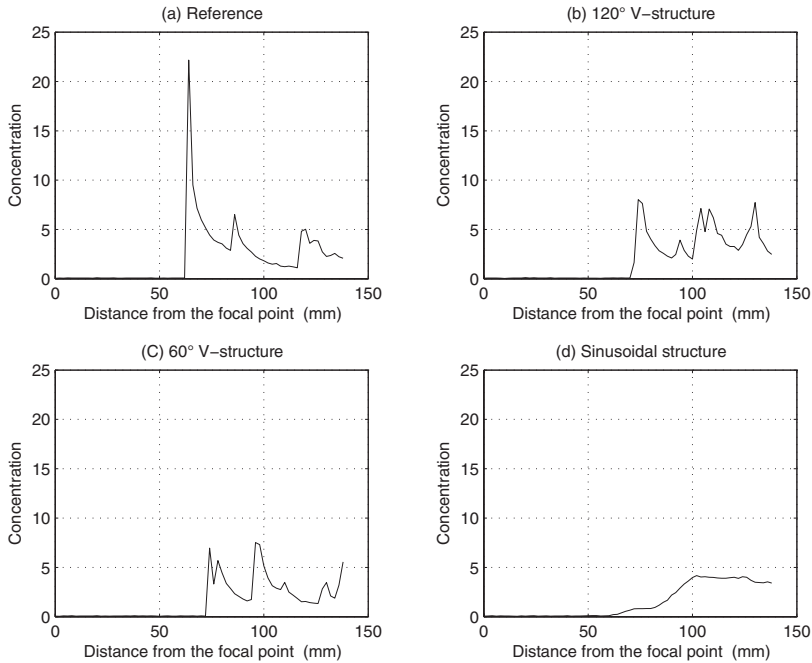 (a) Reference
25
20
15
10
5
0
Concentration
0 50 100 150
Distance from the focal point (mm)
(b) 120° V−structure
25
20
15
10
5
0
Concentration
0 50 100 150
Distance from the focal point (mm)
(C) 60° V−structure
25
20
15
10
5
0
Concentration
0 50 100 150
Distance from the focal point (mm)
(d) Sinusoidal structure
25
20
15
10
5
0
Concentration
0 50 100 150
Distance from the focal point (mm)